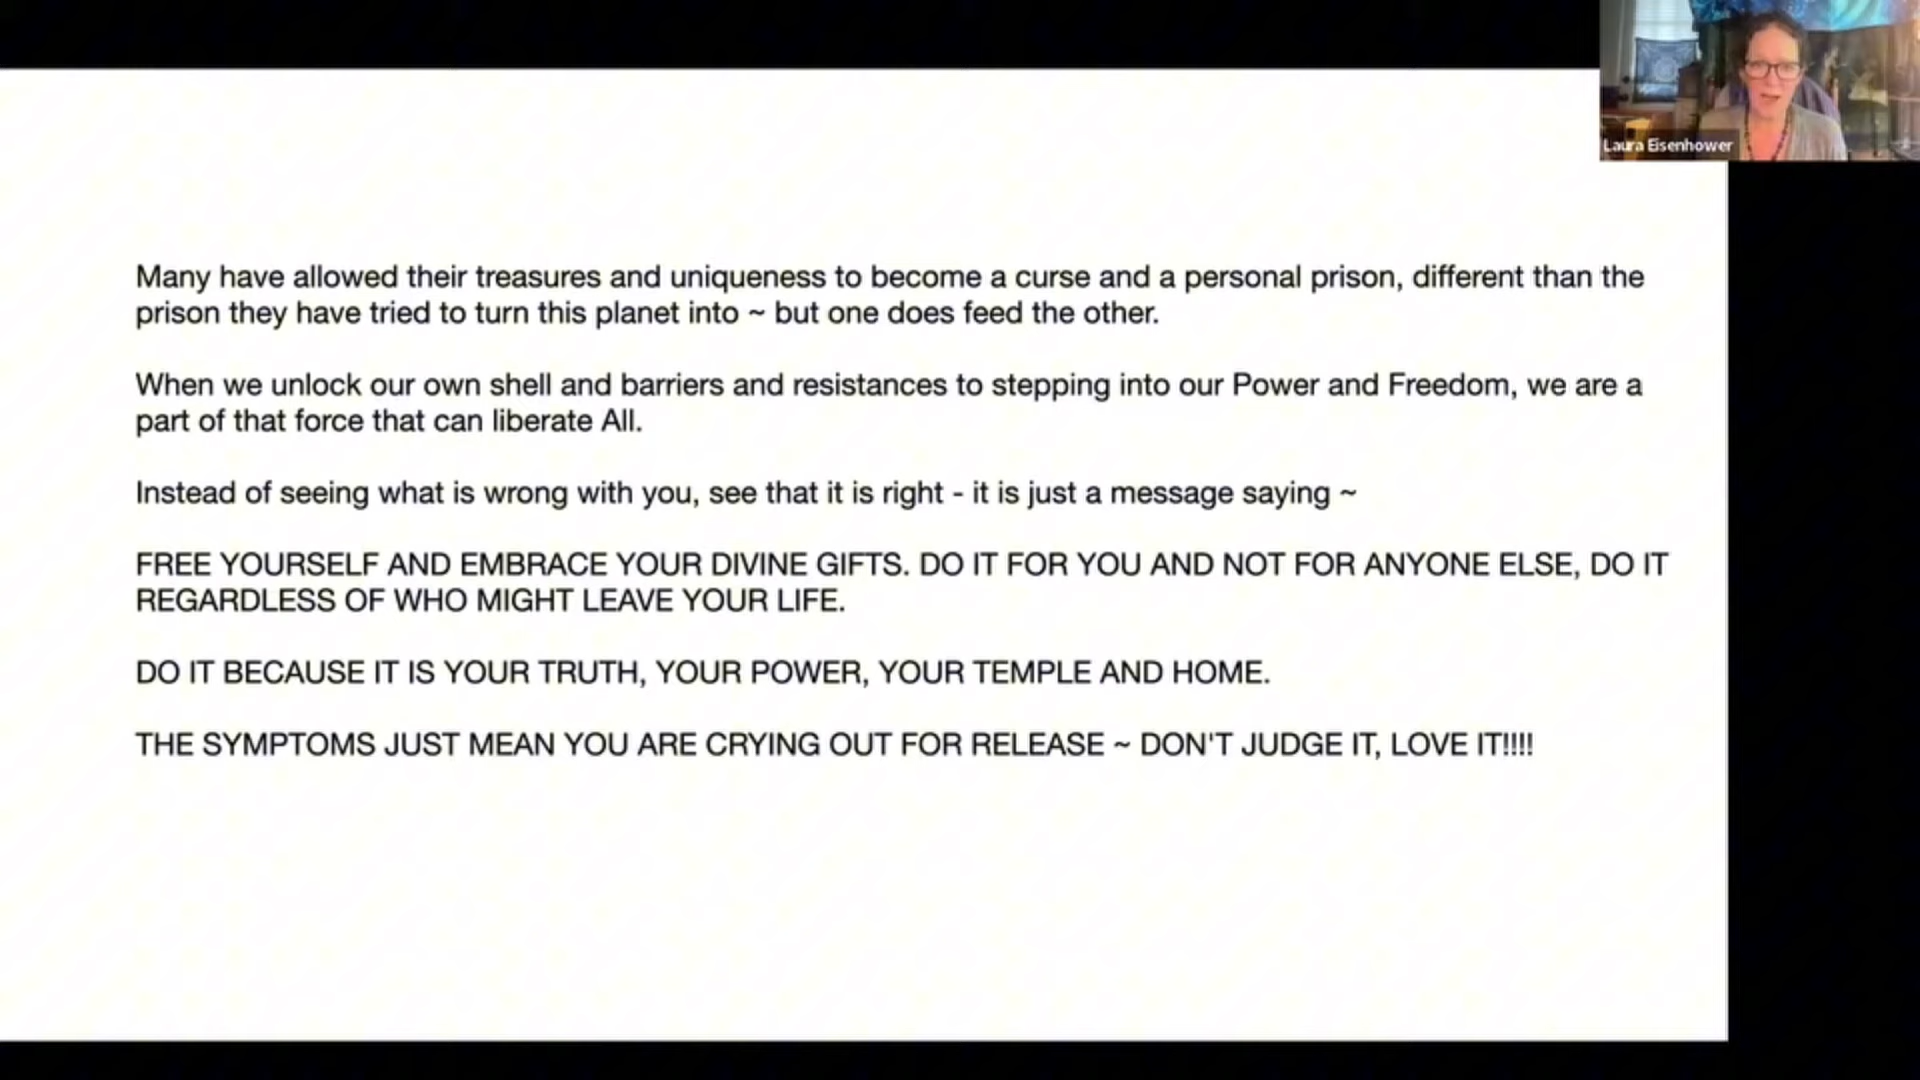 Laura Eisenhower
Many have allowed their treasures and uniqueness to become a curse and a personal prison, different than the
prison they have tried to turn this planet into ~ but one does feed the other.
When we unlock our own shell and barriers and resistances to stepping into our Power and Freedom, we are a
part of that force that can liberate All.
Instead of seeing what is wrong with you, see that it is right - it is just a message saying ~
FREE YOURSELF AND EMBRACE YOUR DIVINE GIFTS. DO IT FOR YOU AND NOT FOR ANYONE ELSE, DO IT
REGARDLESS OF WHO MIGHT LEAVE YOUR LIFE.
DO IT BECAUSE IT IS YOUR TRUTH, YOUR POWER, YOUR TEMPLE AND HOME.
THE SYMPTOMS JUST MEAN YOU ARE CRYING OUT FOR RELEASE ~ DON'T JUDGE IT, LOVE IT!!!!